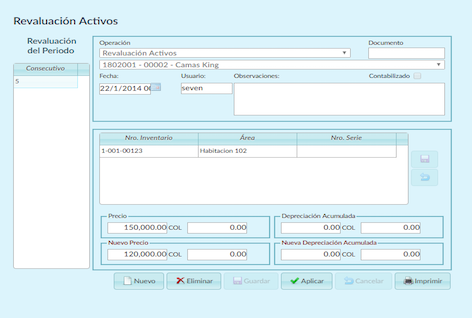 Revaluación Activos
Revaluación
del Periodo
Consecutivo
5
Operación
Documento
Revaluación Activos
1802001 - 00002 - Camas King
Fecha:
Usuario:
Observaciones:
Contabilizado
22/1/2014 0
seven
Nro. Inventario
Área
Nro. Serie
1-001-00123
Habitacion 102
Precio
150,000.00 COL 0.00
Depreciación Acumulada
0.00 COL 0.00
Nuevo Precio
120,000.00 COL 0.00
Nueva Depreciación Acumulada
0.00 COL 0.00
Nuevo
Eliminar
Guardar
Aplicar
Cancelar
Imprimir